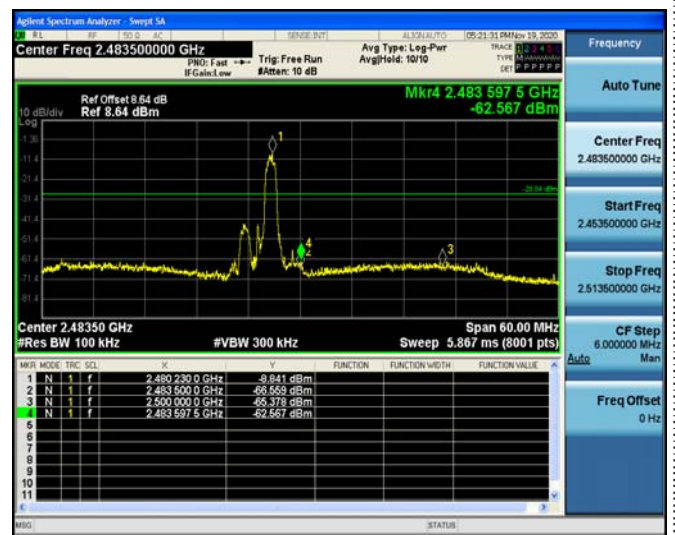 Agilent Spectrum Analyzer - Swept SA
RL RF 50 Ω AC SENSE:INT ALIGNAUTO 05:21:31 PM Nov 19, 2020
Center Freq 2.483500000 GHz
PNO: Fast
IFGain:Low
Trig: Free Run
#Atten: 10 dB
Avg Type: Log-Pwr
Avg|Hold: 10/10
TRACE 1 2 3 4 5 6
TYPE
DET P P P P P P
Frequency
Mkr4 2.483 597 5 GHz
-62.567 dBm
Ref Offset 8.64 dB
10 dB/div Ref 8.64 dBm
Log
-1.36
-11.4
-21.4
-31.4
-41.4
-51.4
-61.4
-71.4
-81.4
1
4
2
3
Center 2.48350 GHz Span 60.00 MHz
#Res BW 100 kHz #VBW 300 kHz Sweep 5.867 ms (8001 pts)
MKR MODE TRC SCL X Y FUNCTION FUNCTION WIDTH FUNCTION VALUE
1 N 1 f 2.480 230 0 GHz -8.841 dBm
2 N 1 f 2.483 500 0 GHz -66.559 dBm
3 N 1 f 2.500 000 0 GHz -65.378 dBm
4 N 1 f 2.483 597 5 GHz -62.567 dBm
5
6
7
8
9
10
11
MSG STATUS
Auto Tune
Center Freq
2.483500000 GHz
Start Freq
2.453500000 GHz
Stop Freq
2.513500000 GHz
CF Step
6.000000 MHz
Auto Man
Freq Offset
0 Hz